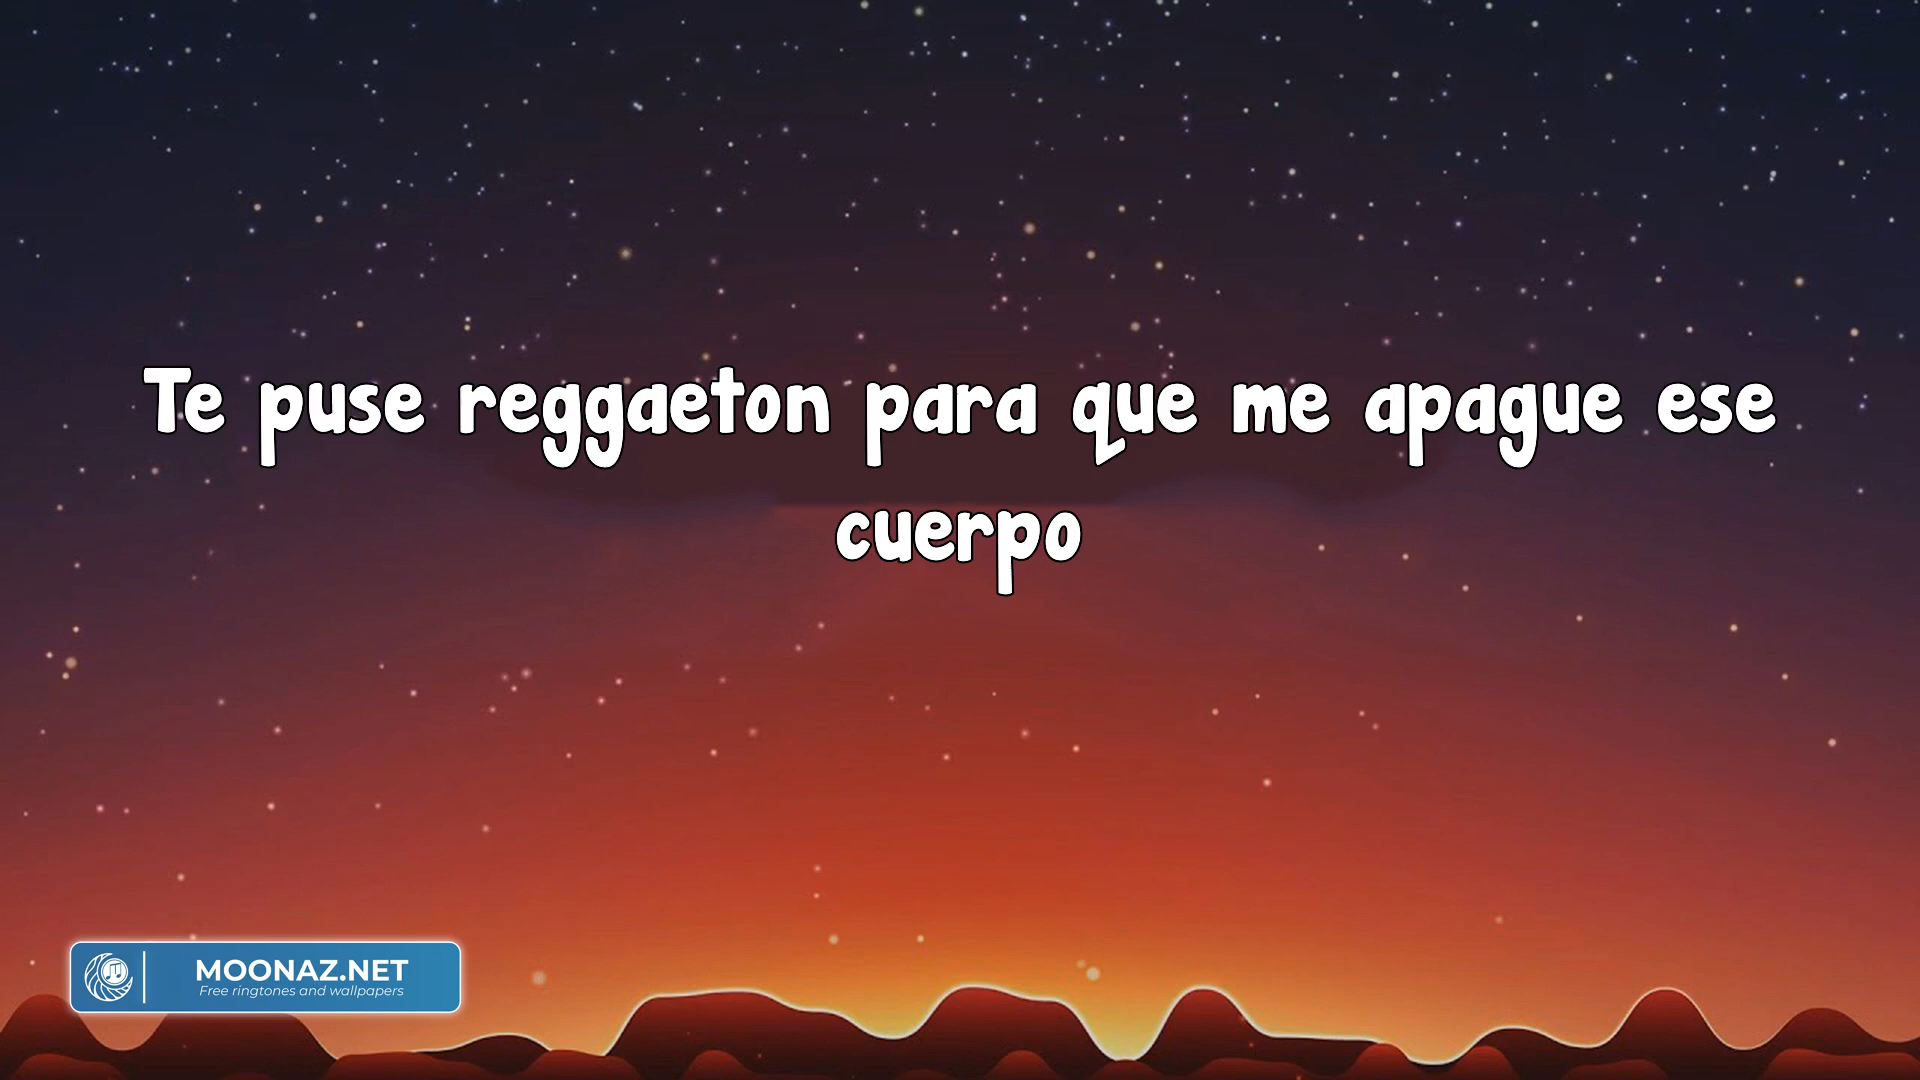 Te puse reggaeton para que me apague ese
cuerpo
MOONAZ.NET
Free ringtones and wallpapers